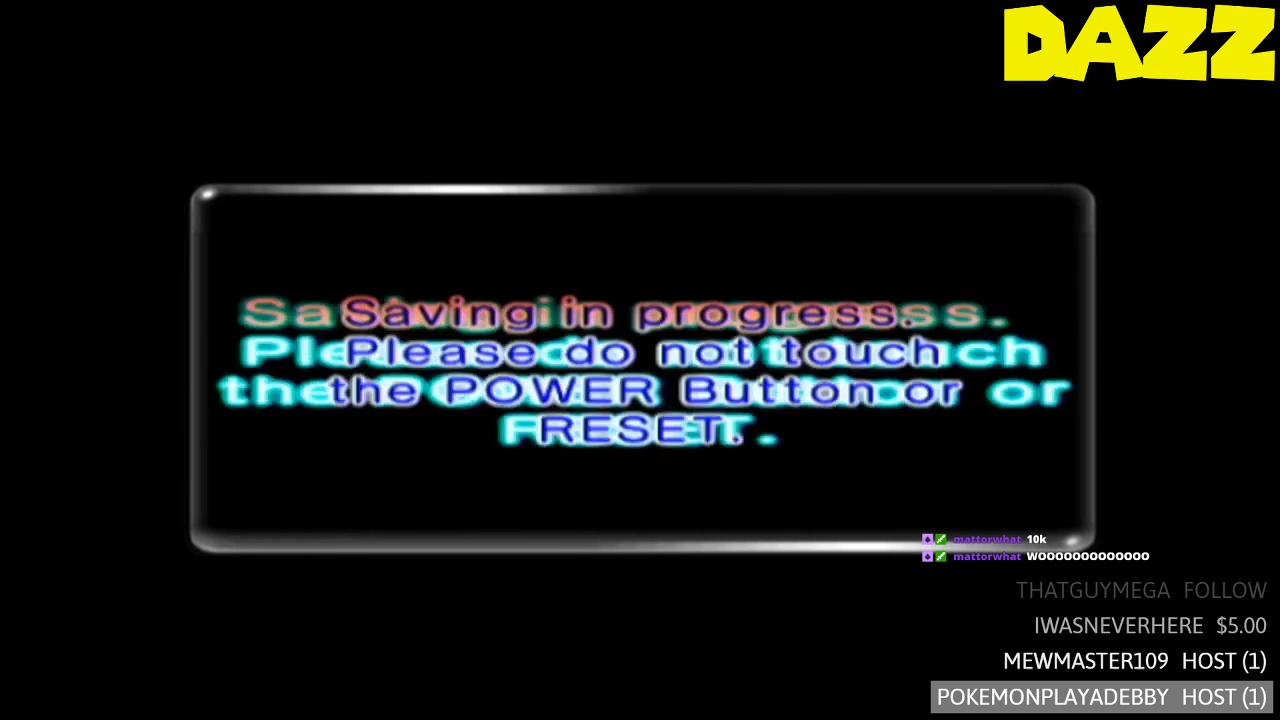 DAZZ
Saving in progress.
Please do not touch
the POWER Button or
RESET.
mattorwhat 10k
mattorwhat WOOOOOOOOOOOOO
THATGUYMEGA FOLLOW
IWASNEVERHERE $5.00
MEWMASTER109 HOST (1)
POKEMONPLAYADEBBY HOST (1)